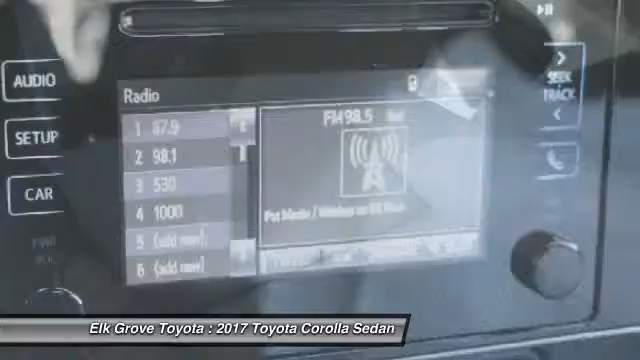 AUDIO
SETUP
CAR
Radio
1 87.9
2 98.1
3 530
4 1000
5 (add new)
6 (add new)
FM 98.5
SEEK
TRACK
Elk Grove Toyota : 2017 Toyota Corolla Sedan